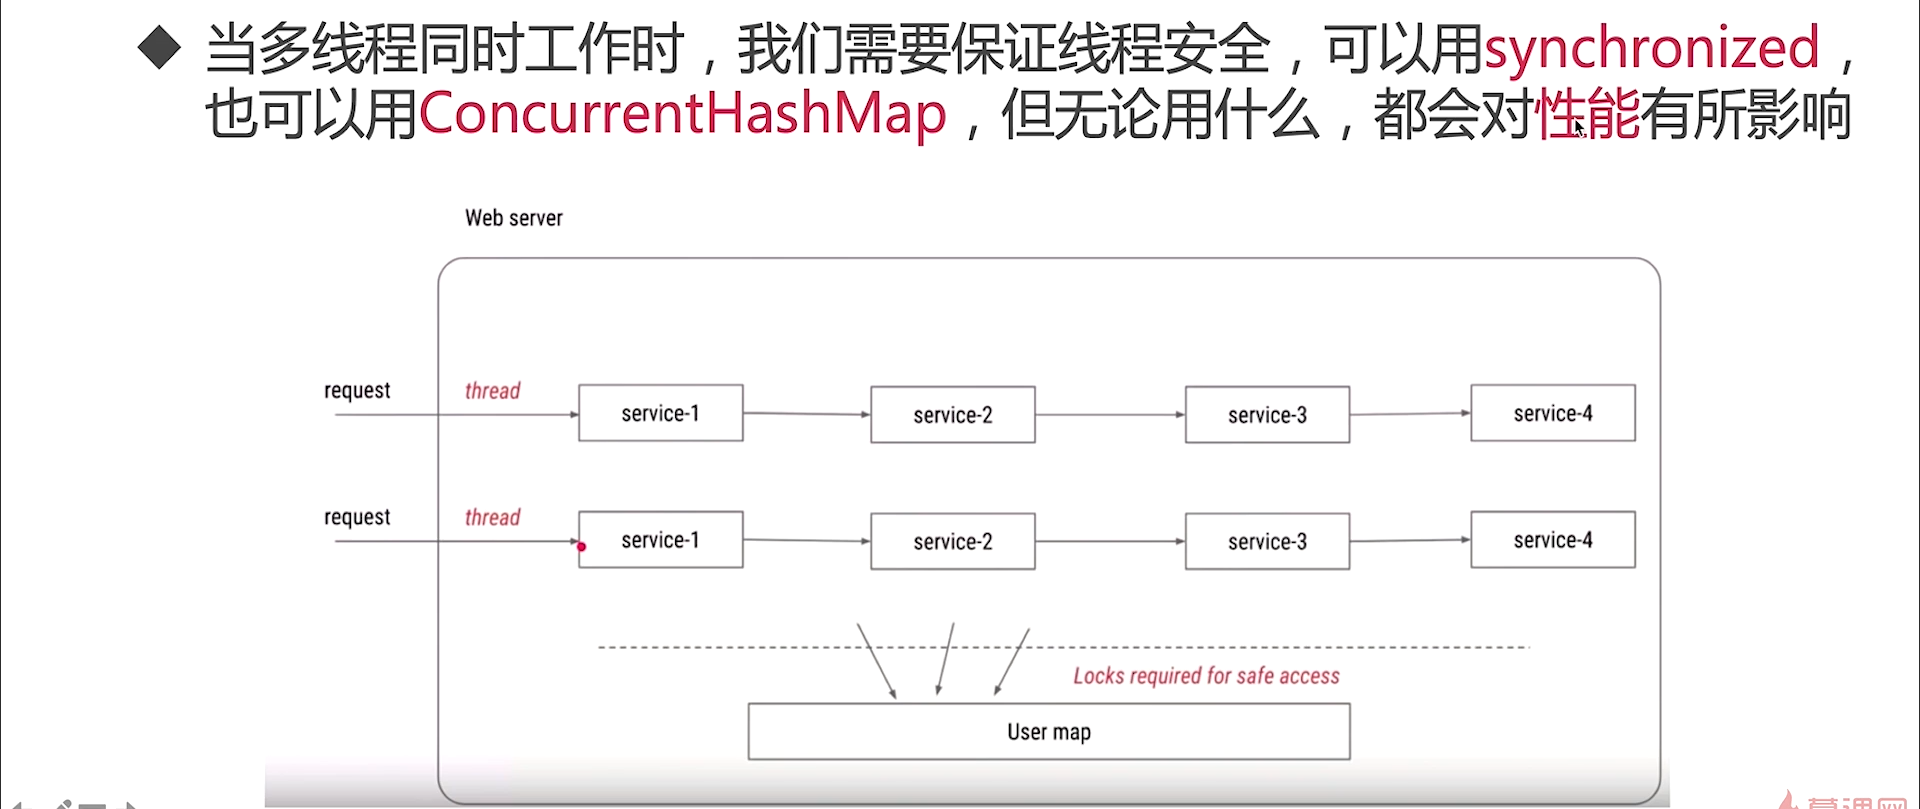 当多线程同时工作时，我们需要保证线程安全，可以用synchronized，
也可以用ConcurrentHashMap，但无论用什么，都会对性能有所影响
Web server
request
thread
service-1
service-2
service-3
service-4
request
thread
service-1
service-2
service-3
service-4
Locks required for safe access
User map